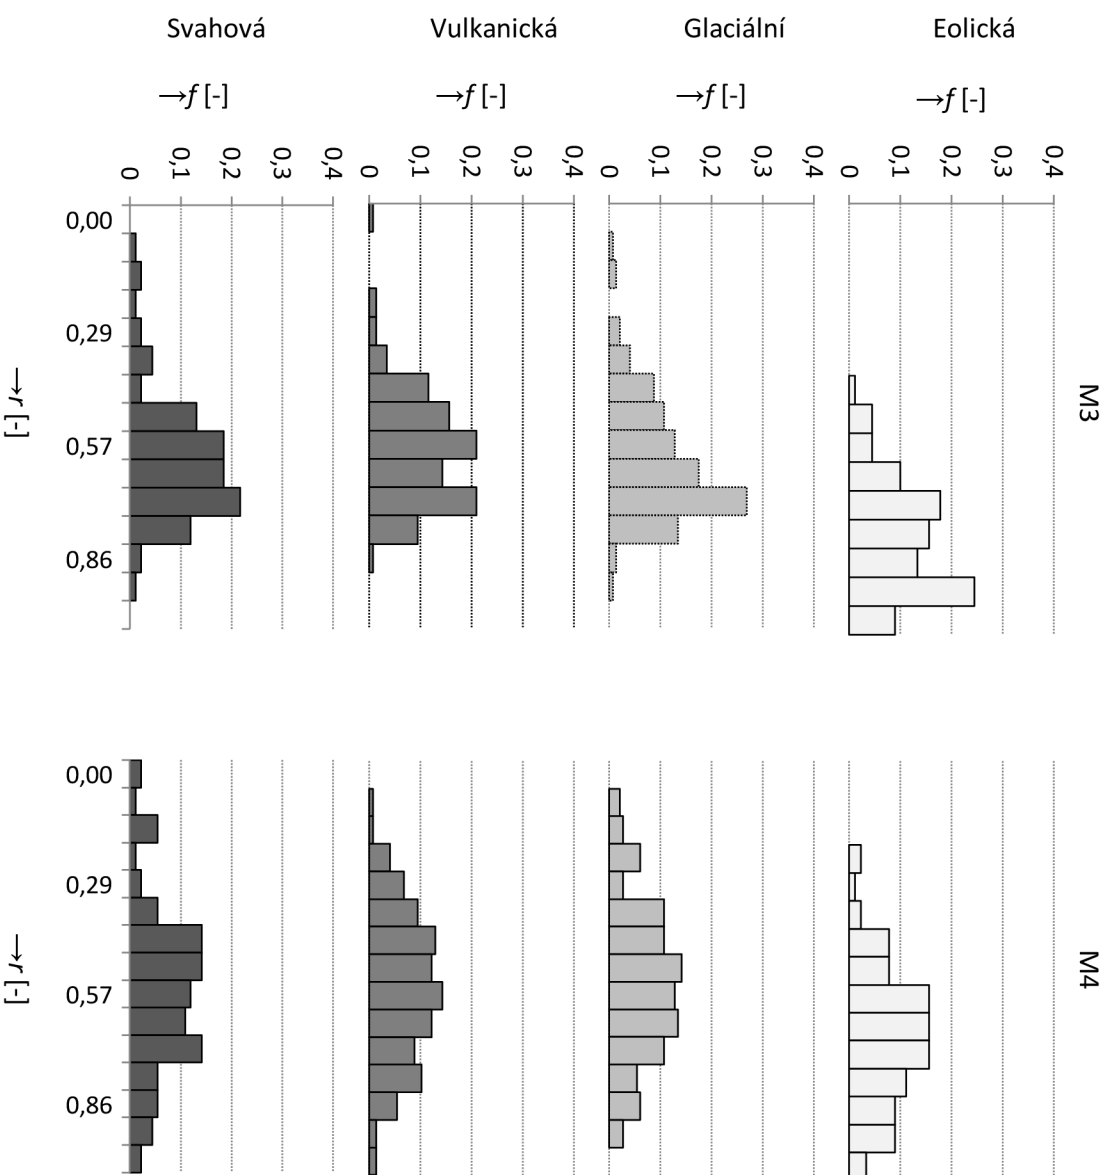 Svahová
Vulkanická
Glaciální
Eolická
→f [-]
→f [-]
→f [-]
→f [-]
0
0,1
0,2
0,3
0,4
0
0,1
0,2
0,3
0,4
0
0,1
0,2
0,3
0,4
0
0,1
0,2
0,3
0,4
0,00
0,29
0,57
0,86
→r [-]
M3
0,00
0,29
0,57
0,86
→r [-]
M4